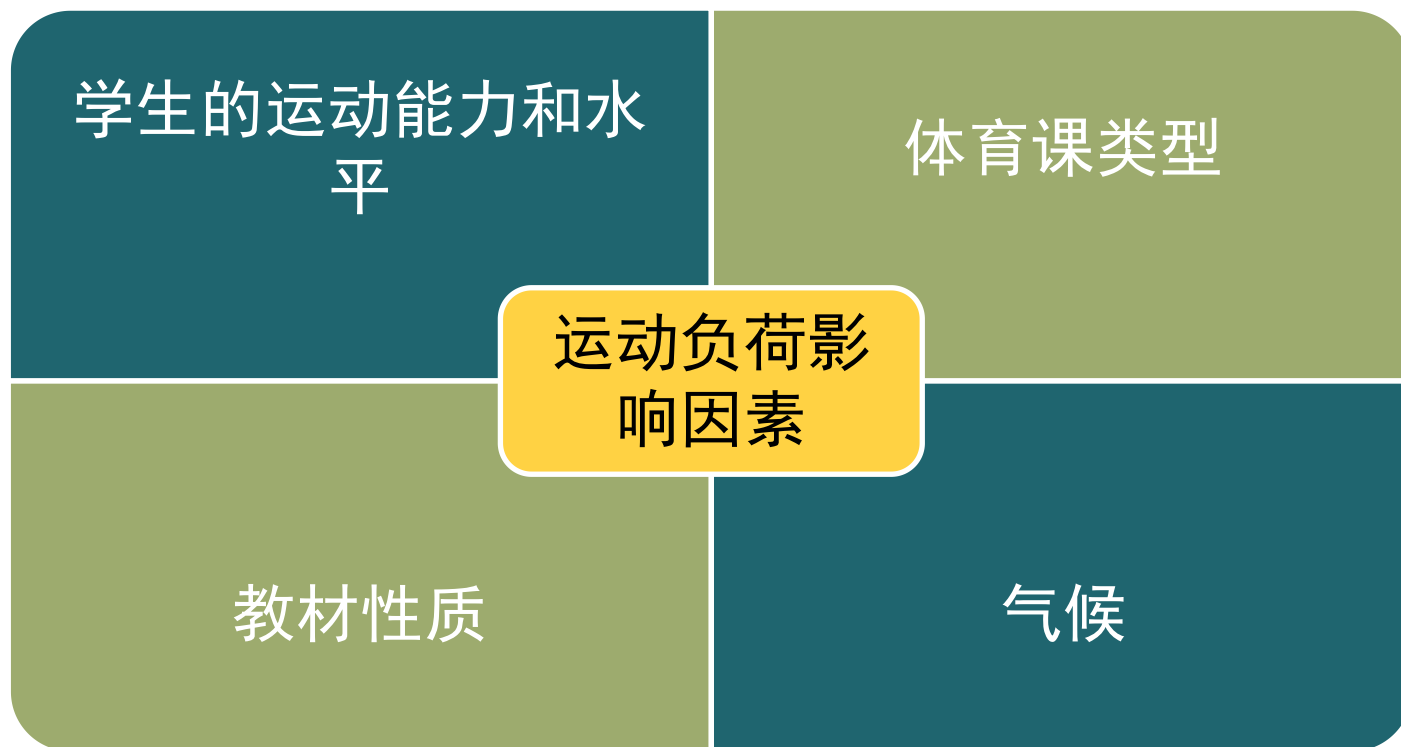 学生的运动能力和水
平
体育课类型
运动负荷影
响因素
教材性质
气候